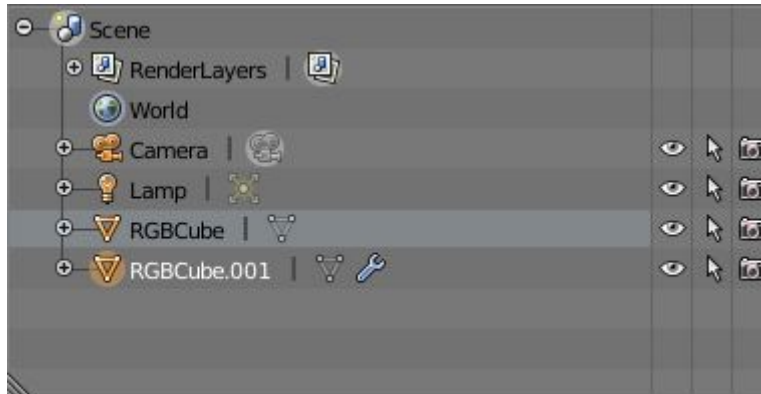 Scene
RenderLayers |
World
Camera |
Lamp |
RGBCube |
RGBCube.001 |